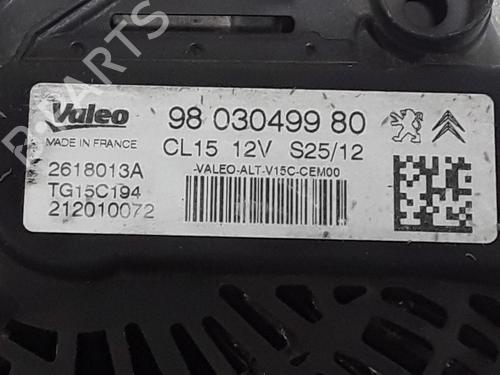 Valeo
98 030499 80
MADE IN FRANCE
CL15 12V S25/12
2618013A
-VALEO-ALT-V15C-CEM00
TG15C194
212010072
B-PARTS